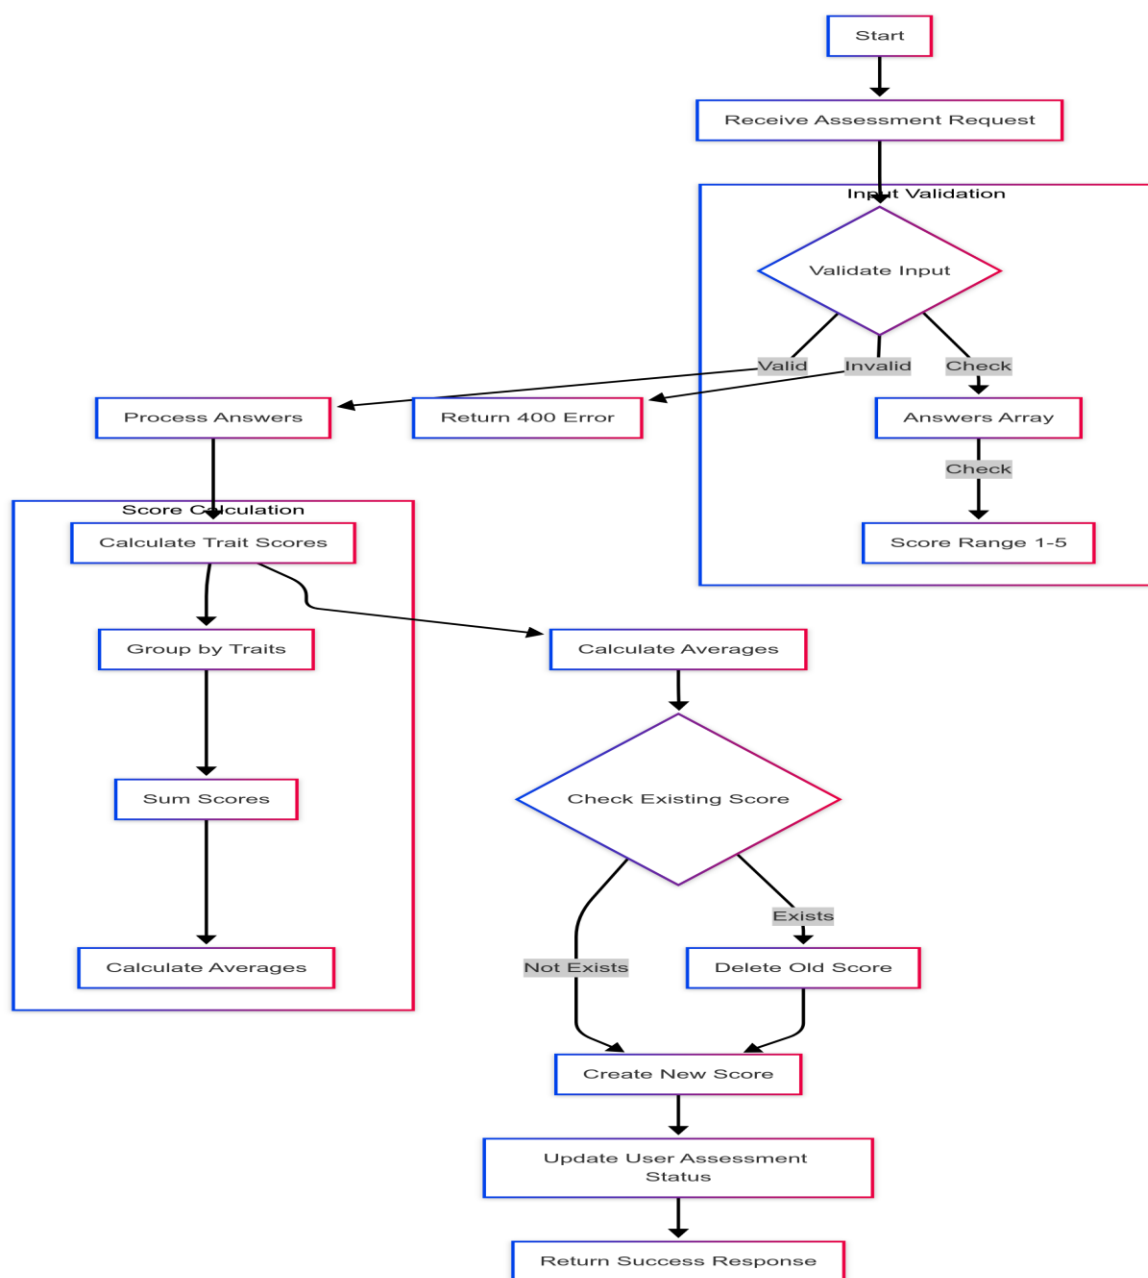 Start
Receive Assessment Request
Input Validation
Validate Input
Valid
Invalid
Check
Process Answers
Return 400 Error
Answers Array
Check
Score Calculation
Calculate Trait Scores
Score Range 1-5
Group by Traits
Calculate Averages
Sum Scores
Check Existing Score
Exists
Not Exists
Calculate Averages
Delete Old Score
Create New Score
Update User Assessment
Status
Return Success Response